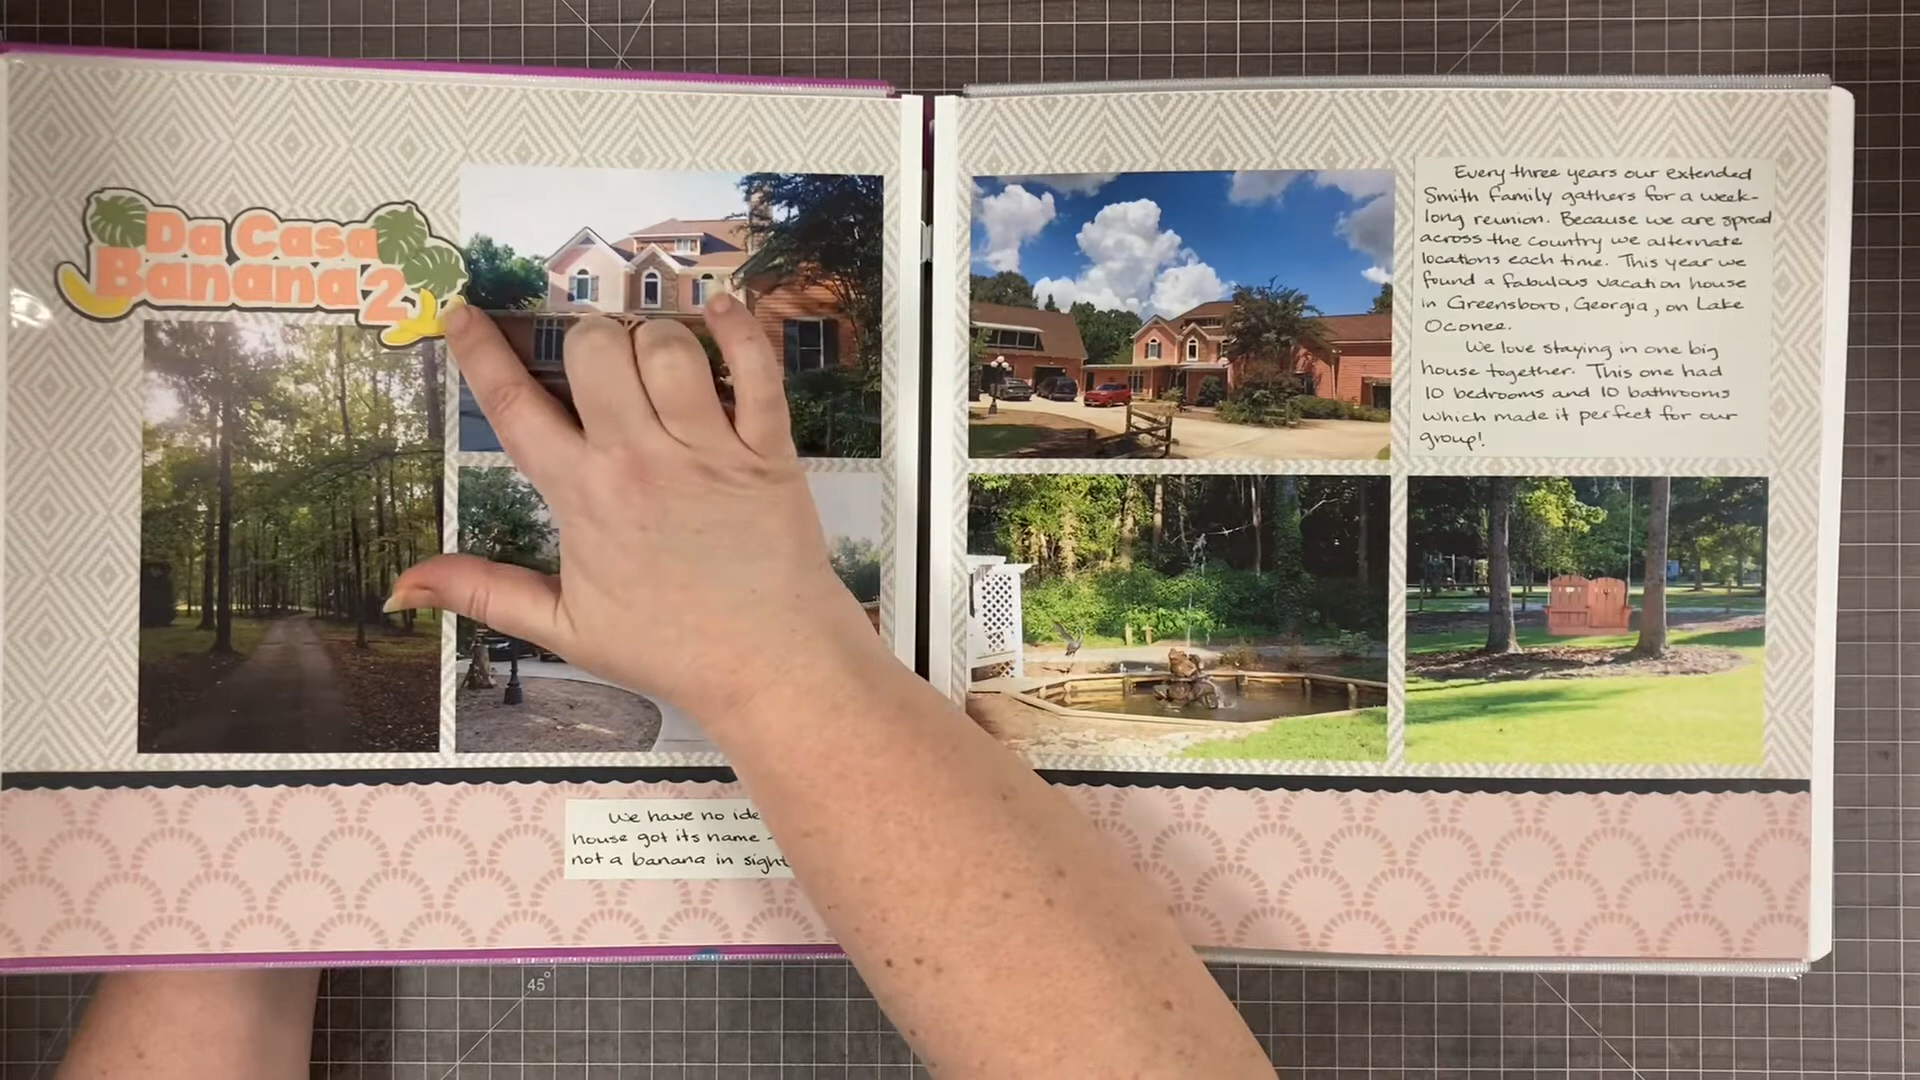 Da Casa
Banana 2
We have no
house got its name
not a banana in sight
Every three years our extended
Smith family gathers for a week-
long reunion. Because we are spread
across the country we alternate
locations each time. This year we
found a fabulous vacation house
in Greensboro, Georgia, on Lake
Oconee.
We love staying in one big
house together. This one had
10 bedrooms and 10 bathrooms
which made it perfect for our
group!
45°